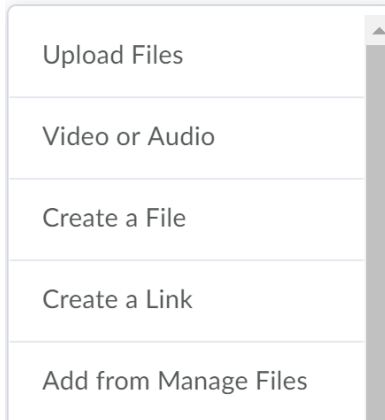 Upload Files
Video or Audio
Create a File
Create a Link
Add from Manage Files